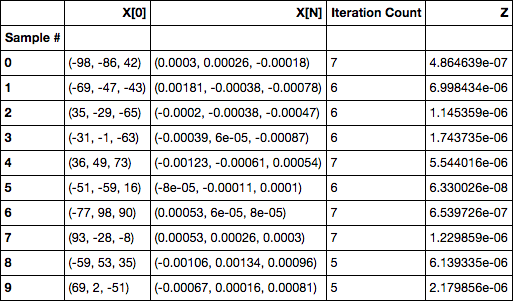 X[0] X[N] Iteration Count Z
Sample #
0 (-98, -86, 42) (0.0003, 0.00026, -0.00018) 7 4.864639e-07
1 (-69, -47, -43) (0.00181, -0.00038, -0.00078) 6 6.998434e-06
2 (35, -29, -65) (-0.0002, -0.00038, -0.00047) 6 1.145359e-06
3 (-31, -1, -63) (-0.00039, 6e-05, -0.00087) 6 1.743735e-06
4 (36, 49, 73) (-0.00123, -0.00061, 0.00054) 7 5.544016e-06
5 (-51, -59, 16) (-8e-05, -0.00011, 0.0001) 6 6.330026e-08
6 (-77, 98, 90) (0.00053, 6e-05, 8e-05) 7 6.539726e-07
7 (93, -28, -8) (0.00053, 0.00026, 0.0003) 7 1.229859e-06
8 (-59, 53, 35) (-0.00106, 0.00134, 0.00096) 5 6.139335e-06
9 (69, 2, -51) (-0.00067, 0.00016, 0.00081) 5 2.179856e-06